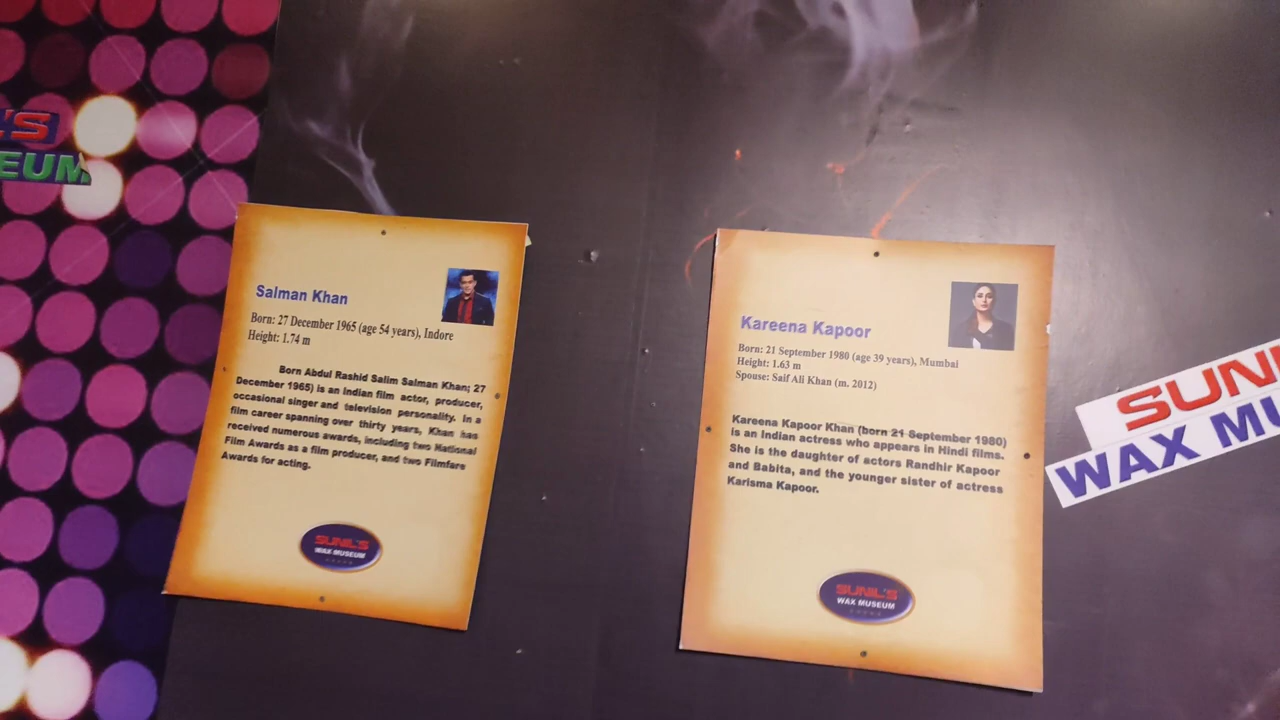 'S
EUM
Salman Khan
Born: 27 December 1965 (age 54 years), Indore
Height: 1.74 m
Born Abdul Rashid Salim Salman Khan; 27
December 1965) is an Indian film actor, producer,
occasional singer and television personality. In a
film career spanning over thirty years, Khan has
received numerous awards, including two National
Film Awards as a film producer, and two Filmfare
Awards for acting.
SUNIL'S
WAX MUSEUM
Kareena Kapoor
Born: 21 September 1980 (age 39 years), Mumbai
Height: 1.63 m
Spouse: Saif Ali Khan (m. 2012)
Kareena Kapoor Khan (born 21 September 1980)
is an Indian actress who appears in Hindi films.
She is the daughter of actors Randhir Kapoor
and Babita, and the younger sister of actress
Karisma Kapoor.
SUNIL'S
WAX MUSEUM
SUNI
WAX MU